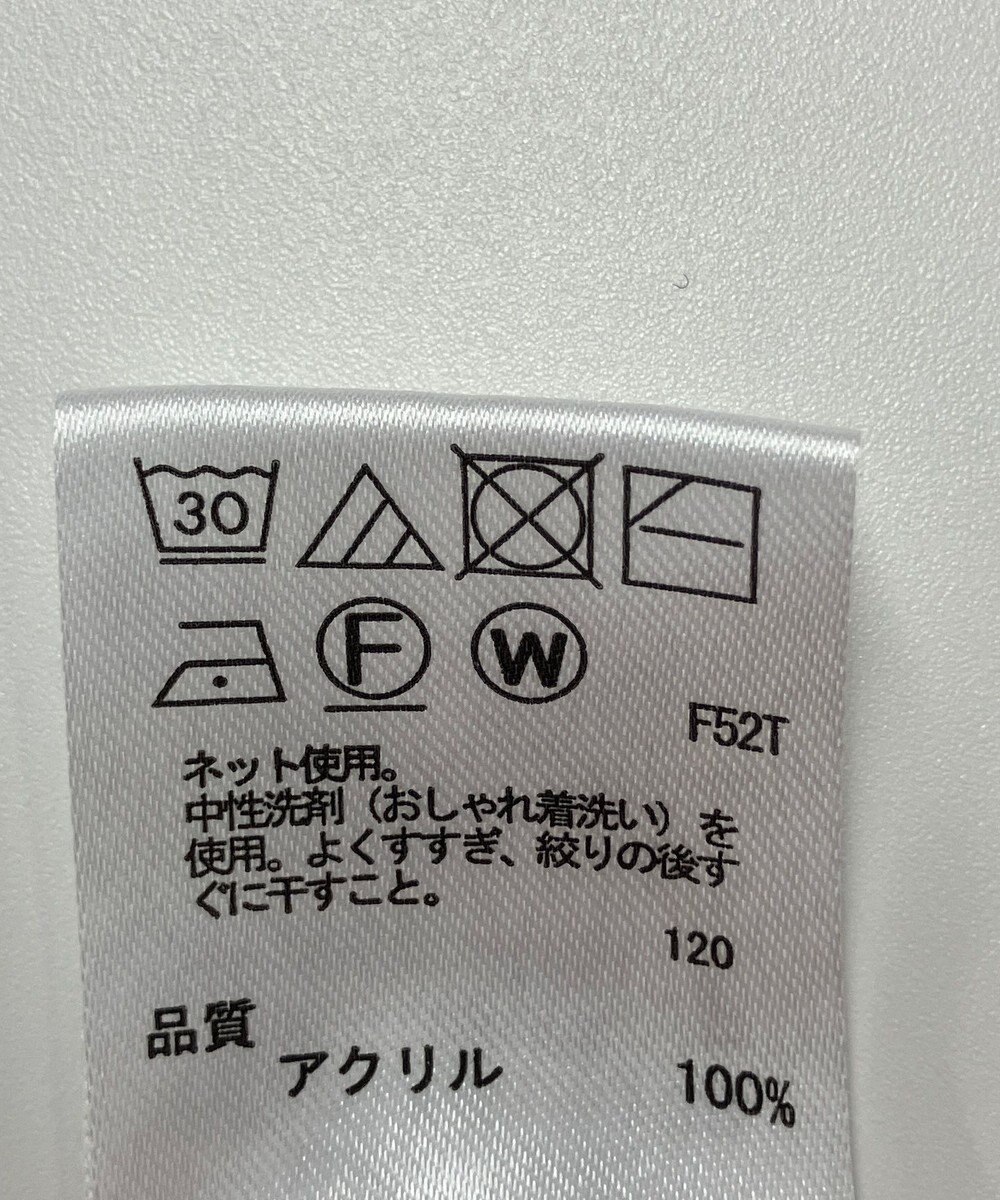 30
F W
F52T
ネット使用。
中性洗剤（おしゃれ着洗い）を
使用。よくすすぎ、絞りの後す
ぐに干すこと。
120
品質
アクリル 100%